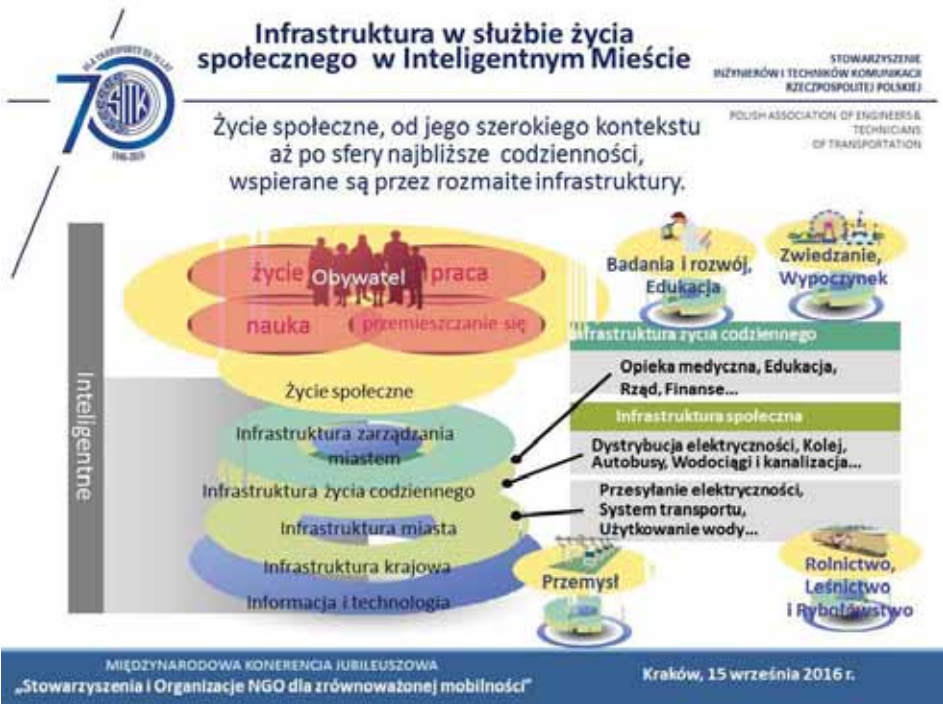 Infrastruktura w służbie życia
społecznego w Inteligentnym Mieście
70
STOWARZYSZENIE
INŻYNIERÓW I TECHNIKÓW KOMUNIKACJI
RZECZPOSPOLITEJ POLSKIEJ
POLISH ASSOCIATION OF ENGINEERS &
TECHNICIANS
OF TRANSPORTATION
Życie społeczne, od jego szerokiego kontekstu
aż po sfery najbliższe codzienności,
wspierane są przez rozmaite infrastruktury.
Inteligentne
życie
Obywatel
praca
nauka
przemieszczanie się
Życie społeczne
Infrastruktura zarządzania
miastem
Infrastruktura życia codziennego
Infrastruktura miasta
Infrastruktura krajowa
Informacja i technologia
Badania i rozwój,
Edukacja
Zwiedzanie,
Wypoczynek
nfrastruktura życia codziennego
Opieka medyczna, Edukacja,
Rząd, Finanse...
Infrastruktura społeczna
Dystrybucja elektryczności, Kolej,
Autobusy, Wodociągi i kanalizacja...
Przesyłanie elektryczności,
System transportu,
Użytkowanie wody...
Przemysł
Rolnictwo,
Leśnictwo
i Rybołówstwo
MIĘDZYNARODOWA KONERENCJA JUBILEUSZOWA
„Stowarzyszenia i Organizacje NGO dla zrównoważonej mobilności"
Kraków, 15 września 2016 r.